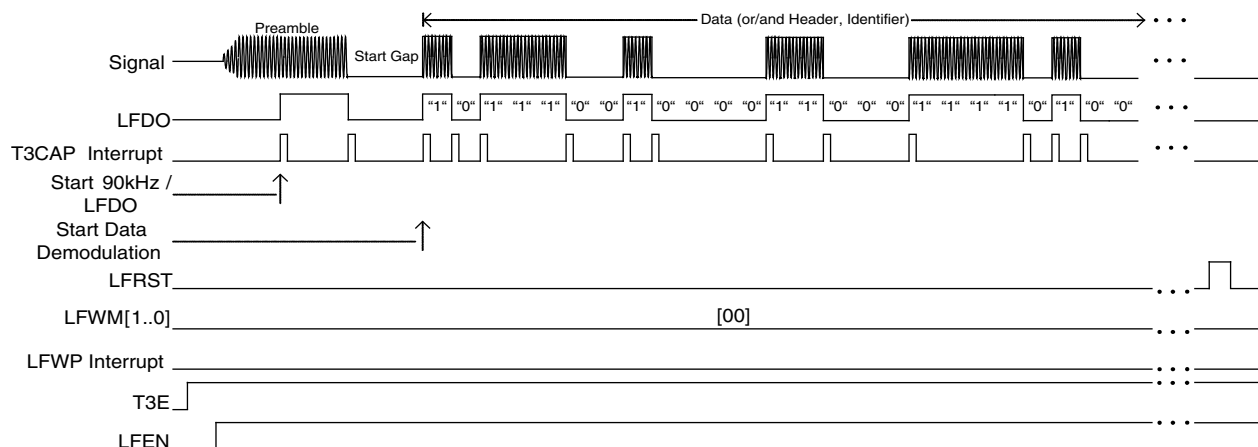 Data (or/and Header, Identifier)
Preamble
Start Gap
Signal
LFDO “1“ “0“ “1“ “1“ “1“ “0“ “0“ “1“ “0“ “0“ “0“ “0“ “1“ “1“ “0“ “0“ “0“ “1“ “1“ “1“ “1“ “0“ “1“ “0“ “0“
T3CAP Interrupt
Start 90kHz /
LFDO
Start Data
Demodulation
LFRST
LFWM[1..0] [00]
LFWP Interrupt
T3E
LFEN